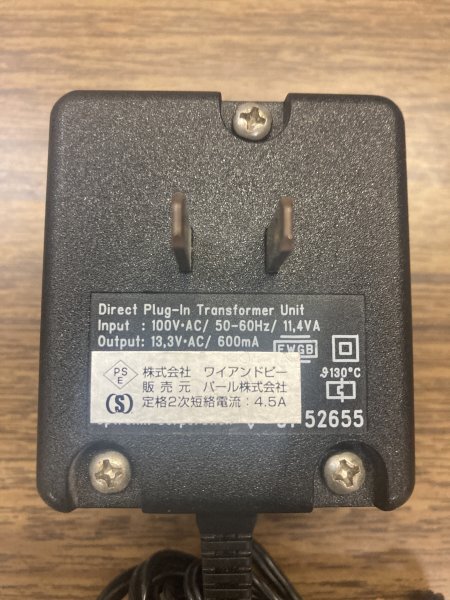 Direct Plug-In Transformer Unit
Input : 100V·AC/ 50-60Hz/ 11,4VA
Output: 13,3V·AC/ 600mA
EWGB
ϑ130°C
PS
E
株式会社 ワイアンドビー
販 売 元 パール株式会社
(S) 定格2次短絡電流:4.5A
52655